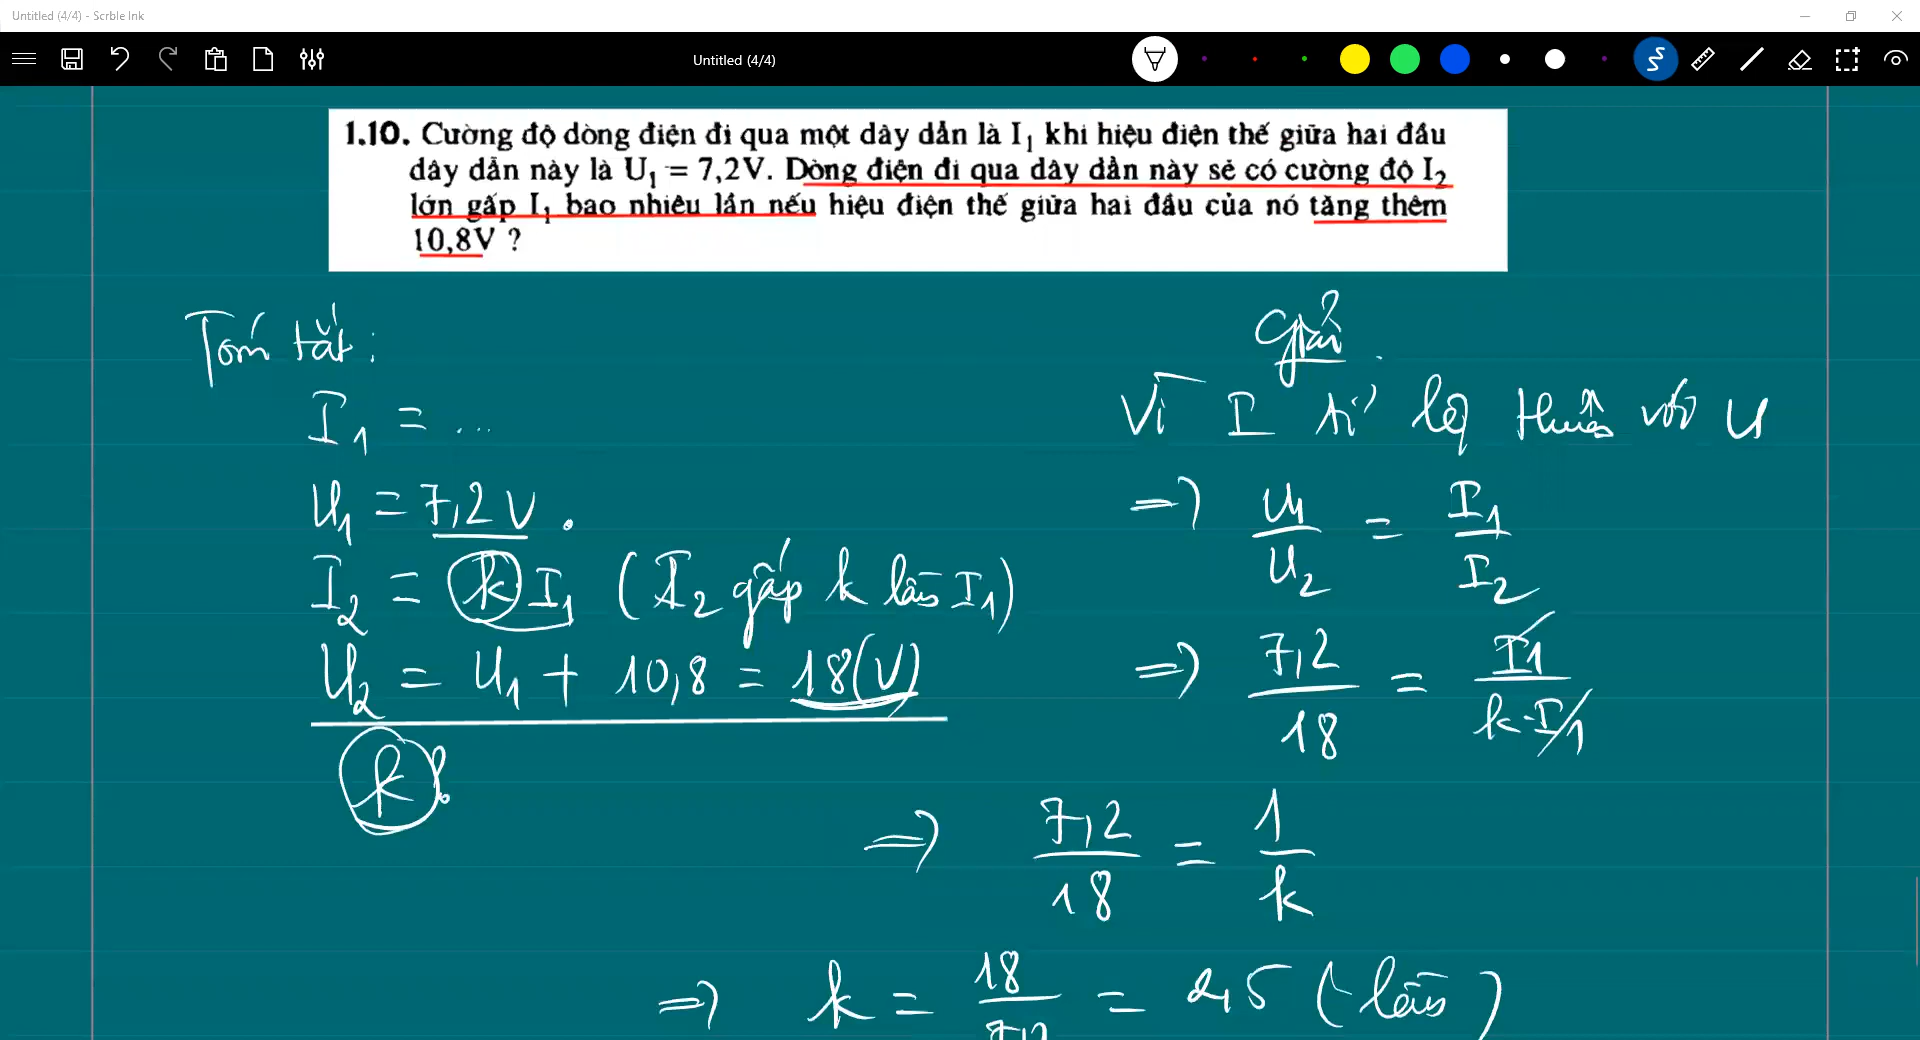 Untitled (4/4) - Scrble Ink
Untitled (4/4)
1.10. Cường độ dòng điện đi qua một dây dẫn là I₁ khi hiệu điện thế giữa hai đầu
dây dẫn này là U₁ = 7,2V. Dòng điện đi qua dây dẫn này sẽ có cường độ I₂
lớn gấp I₁ bao nhiêu lần nếu hiệu điện thế giữa hai đầu của nó tăng thêm
10,8V ?
Tóm tắt:
I₁ = ...
U₁ = 7,2 V.
I₂ = k I₁ (I₂ gấp k lần I₁)
U₂ = U₁ + 10,8 = 18(V)
k?
Giải
Vì I tỉ lệ thuận với U
=> U₁/U₂ = I₁/I₂
=> 7,2/18 = I1/k.I1
=> 7,2/18 = 1/k
=> k = 18/7,2 = 2,5 (lần)